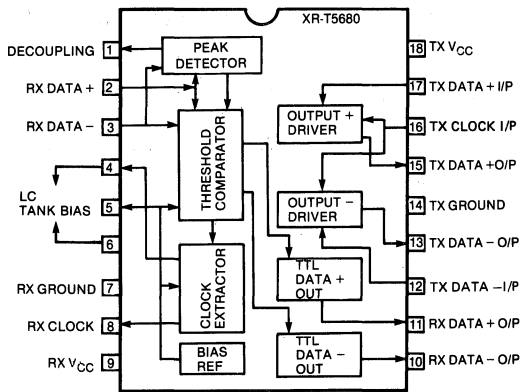 XR-T5680
DECOUPLING 1
RX DATA + 2
RX DATA – 3
4
LC
TANK BIAS
5
6
RX GROUND 7
RX CLOCK 8
RX VCC 9
PEAK
DETECTOR
THRESHOLD
COMPARATOR
CLOCK
EXTRACTOR
BIAS
REF
OUTPUT +
DRIVER
OUTPUT –
DRIVER
TTL
DATA +
OUT
TTL
DATA –
OUT
18 TX VCC
17 TX DATA + I/P
16 TX CLOCK I/P
15 TX DATA +O/P
14 TX GROUND
13 TX DATA – O/P
12 TX DATA –I/P
11 RX DATA + O/P
10 RX DATA – O/P